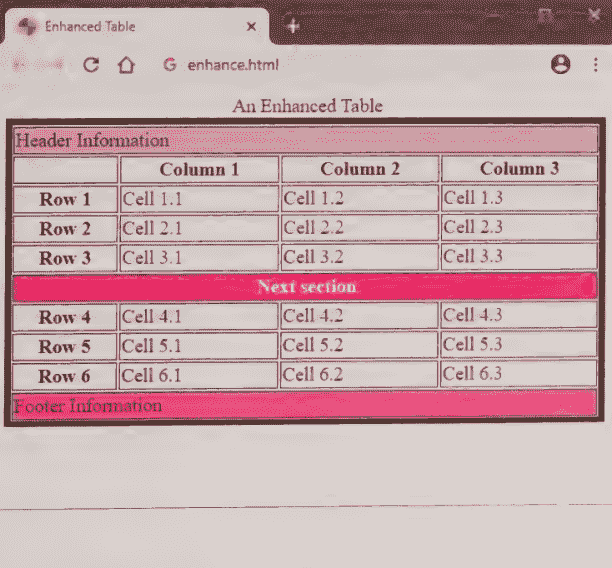 Enhanced Table
enhance.html
An Enhanced Table
Header Information
Column 1 Column 2 Column 3
Row 1 Cell 1.1 Cell 1.2 Cell 1.3
Row 2 Cell 2.1 Cell 2.2 Cell 2.3
Row 3 Cell 3.1 Cell 3.2 Cell 3.3
Next section
Row 4 Cell 4.1 Cell 4.2 Cell 4.3
Row 5 Cell 5.1 Cell 5.2 Cell 5.3
Row 6 Cell 6.1 Cell 6.2 Cell 6.3
Footer Information